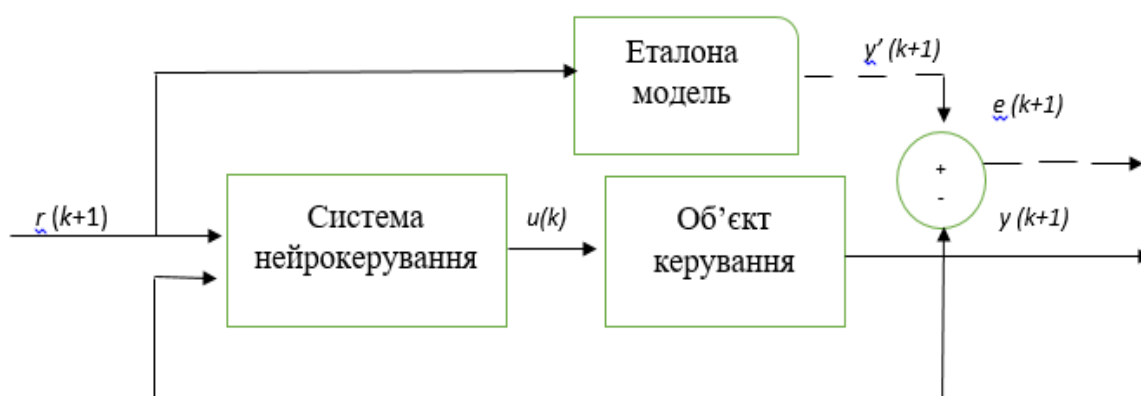 Еталона
модель
y’ (k+1)
e (k+1)
+
-
r (k+1)
Система
нейрокерування
u(k)
Об’єкт
керування
y (k+1)